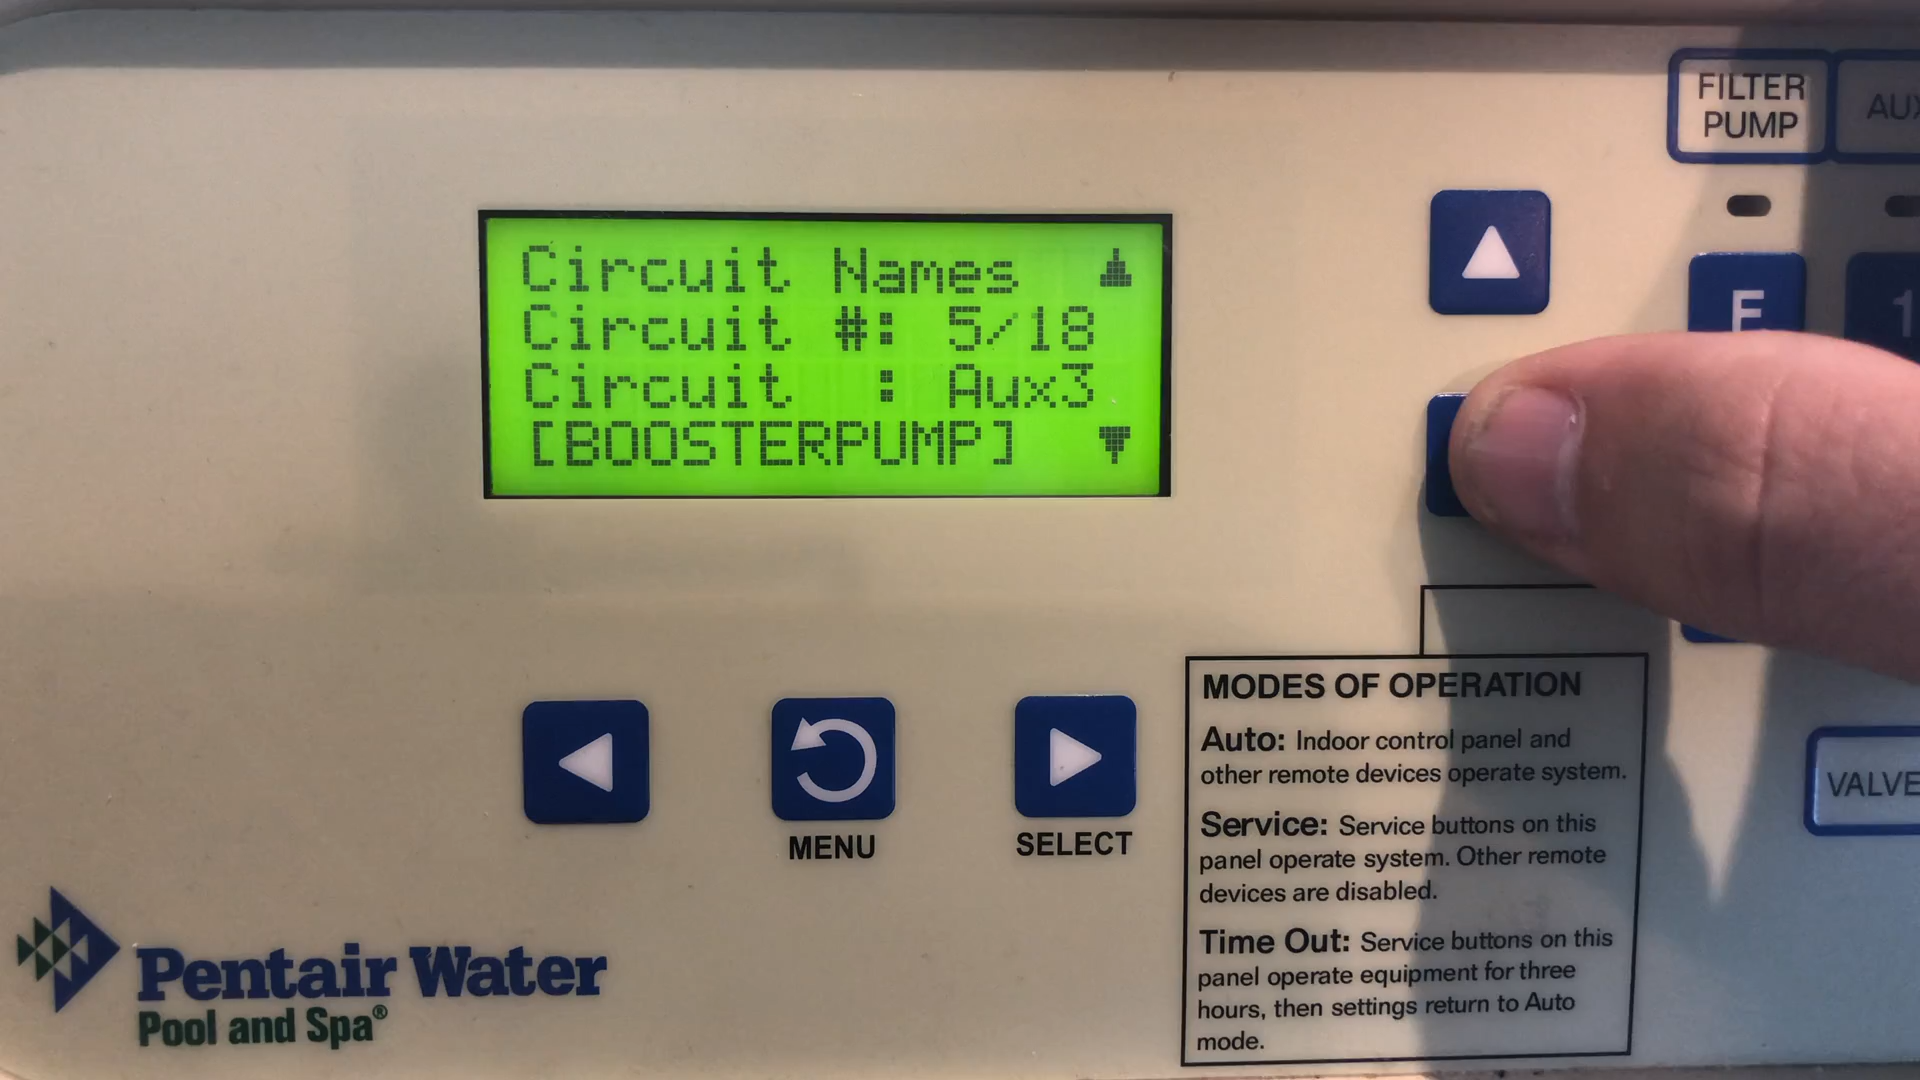 Circuit Names
Circuit #: 5/18
Circuit : Aux3
[BOOSTERPUMP]
FILTER
PUMP
F
1
MENU
SELECT
MODES OF OPERATION
Auto: Indoor control panel and
other remote devices operate system.
Service: Service buttons on this
panel operate system. Other remote
devices are disabled.
Time Out: Service buttons on this
panel operate equipment for three
hours, then settings return to Auto
mode.
Pentair Water
Pool and Spa®